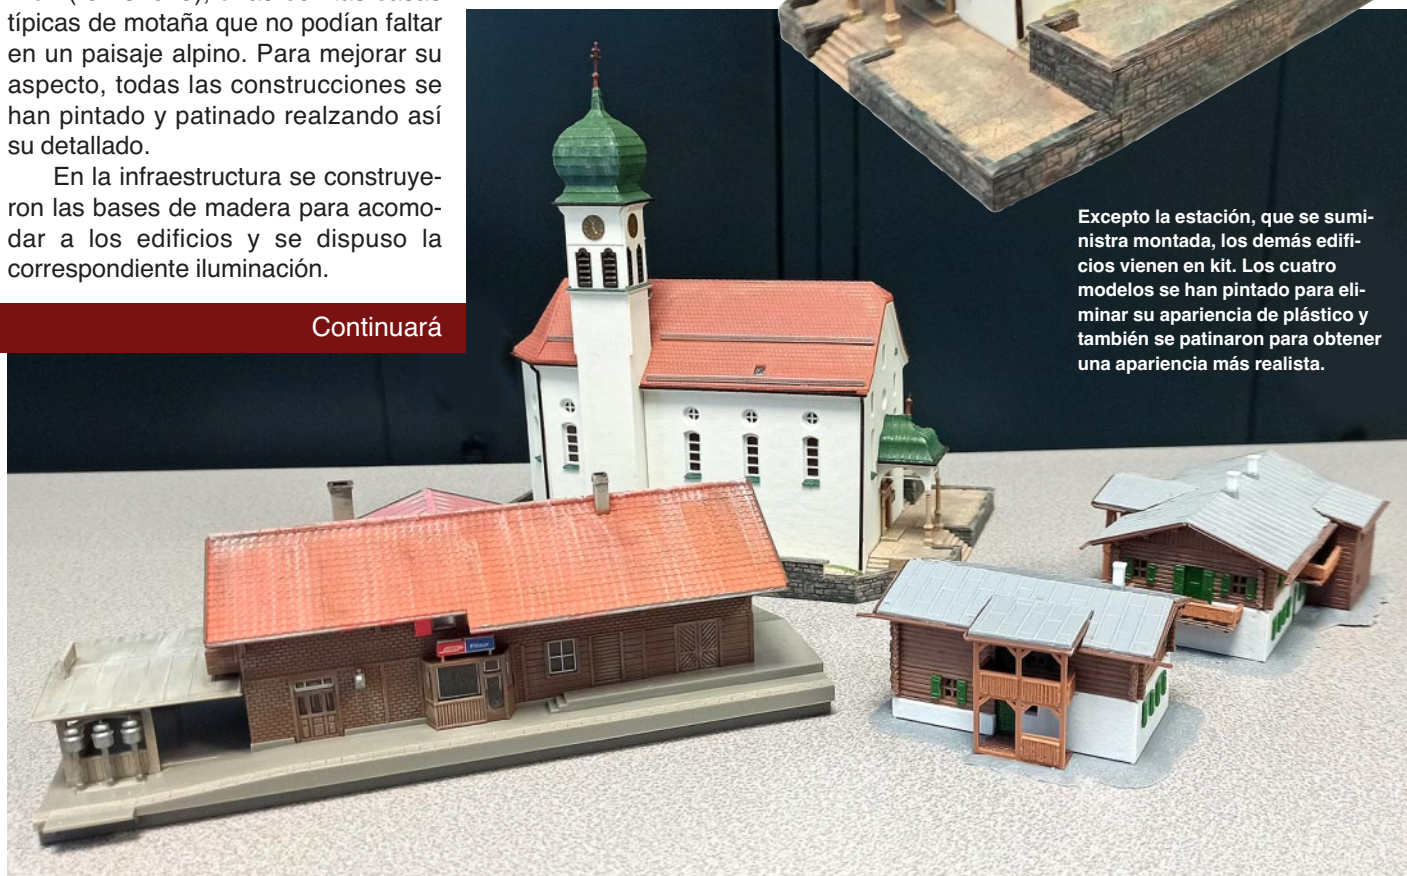 típicas de motaña que no podían faltar
en un paisaje alpino. Para mejorar su
aspecto, todas las construcciones se
han pintado y patinado realzando así
su detallado.
En la infraestructura se construye-
ron las bases de madera para acomo-
dar a los edificios y se dispuso la
correspondiente iluminación.
Continuará
Excepto la estación, que se sumi-
nistra montada, los demás edifi-
cios vienen en kit. Los cuatro
modelos se han pintado para eli-
minar su apariencia de plástico y
también se patinaron para obtener
una apariencia más realista.
Filisur